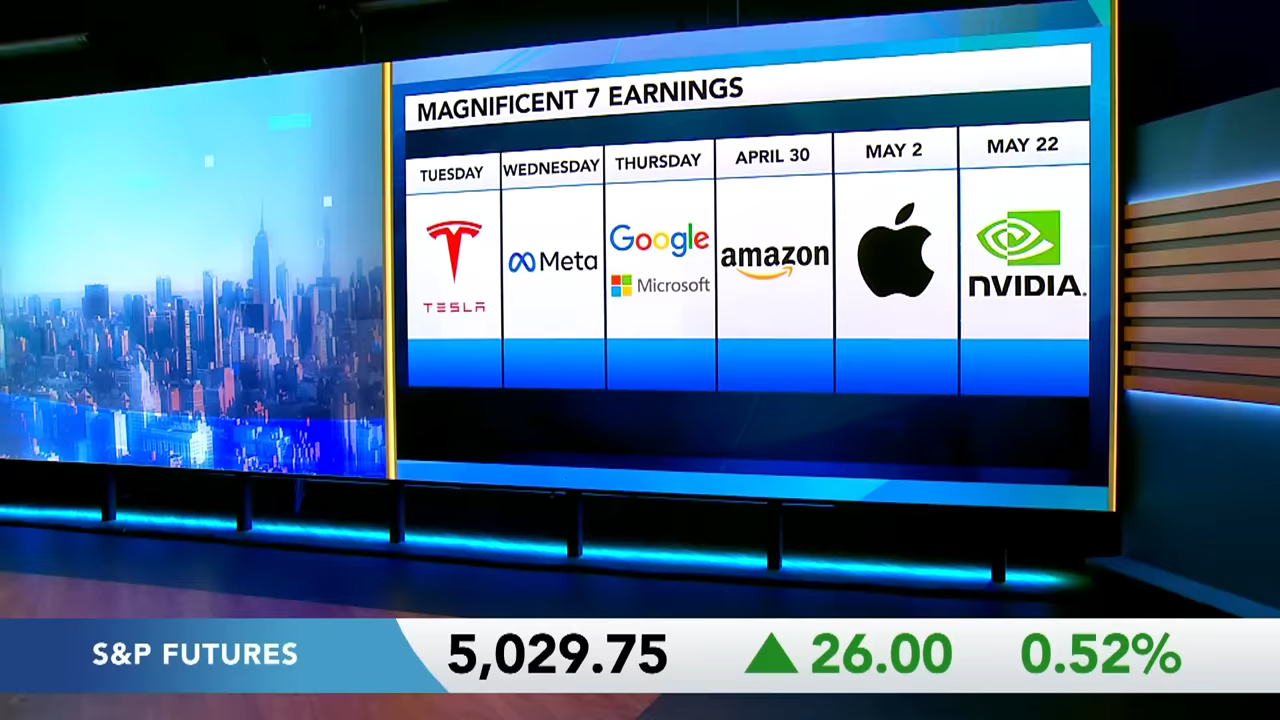 MAGNIFICENT 7 EARNINGS
TUESDAY
WEDNESDAY
THURSDAY
APRIL 30
MAY 2
MAY 22
TESLA
Meta
Google
Microsoft
amazon
NVIDIA.
S&P FUTURES
5,029.75
26.00
0.52%